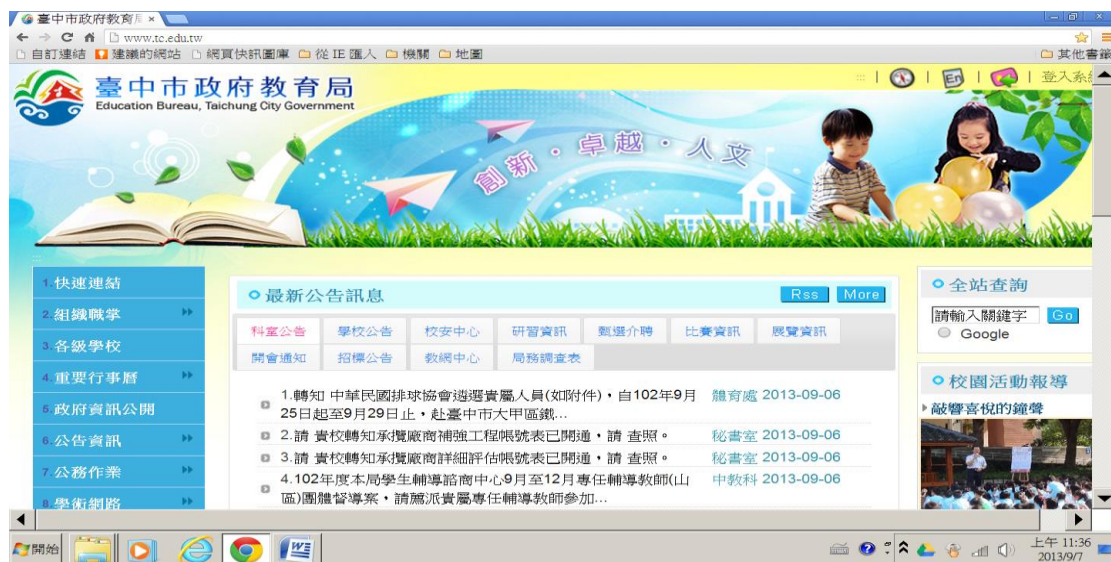 臺中市政府教育局
www.tc.edu.tw
自訂連結 建議的網站 網頁快訊圖庫 從 IE 匯入 機關 地圖 其他書籤
臺中市政府教育局
Education Bureau, Taichung City Government
En
登入系
創新・卓越・人文
1.快速連結
2.組織職掌
3.各級學校
4.重要行事曆
5.政府資訊公開
6.公告資訊
7.公務作業
8.學術網路
最新公告訊息 Rss More
科室公告 學校公告 校安中心 研習資訊 甄選介聘 比賽資訊 展覽資訊
開會通知 招標公告 教網中心 局務調查表
1.轉知 中華民國排球協會遴選貴屬人員(如附件)，自102年9月 體育處 2013-09-06
25日起至9月29日止，赴臺中市大甲區鐵...
2.請 貴校轉知承攬廠商補強工程帳號表已開通，請 查照。 秘書室 2013-09-06
3.請 貴校轉知承攬廠商詳細評估帳號表已開通，請 查照。 秘書室 2013-09-06
4.102年度本局學生輔導諮商中心9月至12月專任輔導教師(山 中教科 2013-09-06
區)團體督導案，請薦派貴屬專任輔導教師參加...
全站查詢
請輸入關鍵字 Go
Google
校園活動報導
敲響喜悅的鐘聲
開始
上午 11:36
2013/9/7